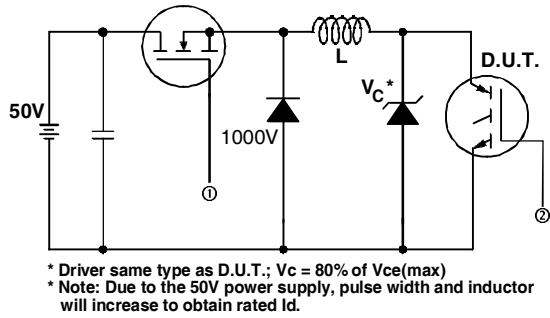 L
D.U.T.
VC*
50V
1000V
①
②
* Driver same type as D.U.T.; Vc = 80% of Vce(max)
* Note: Due to the 50V power supply, pulse width and inductor
will increase to obtain rated Id.